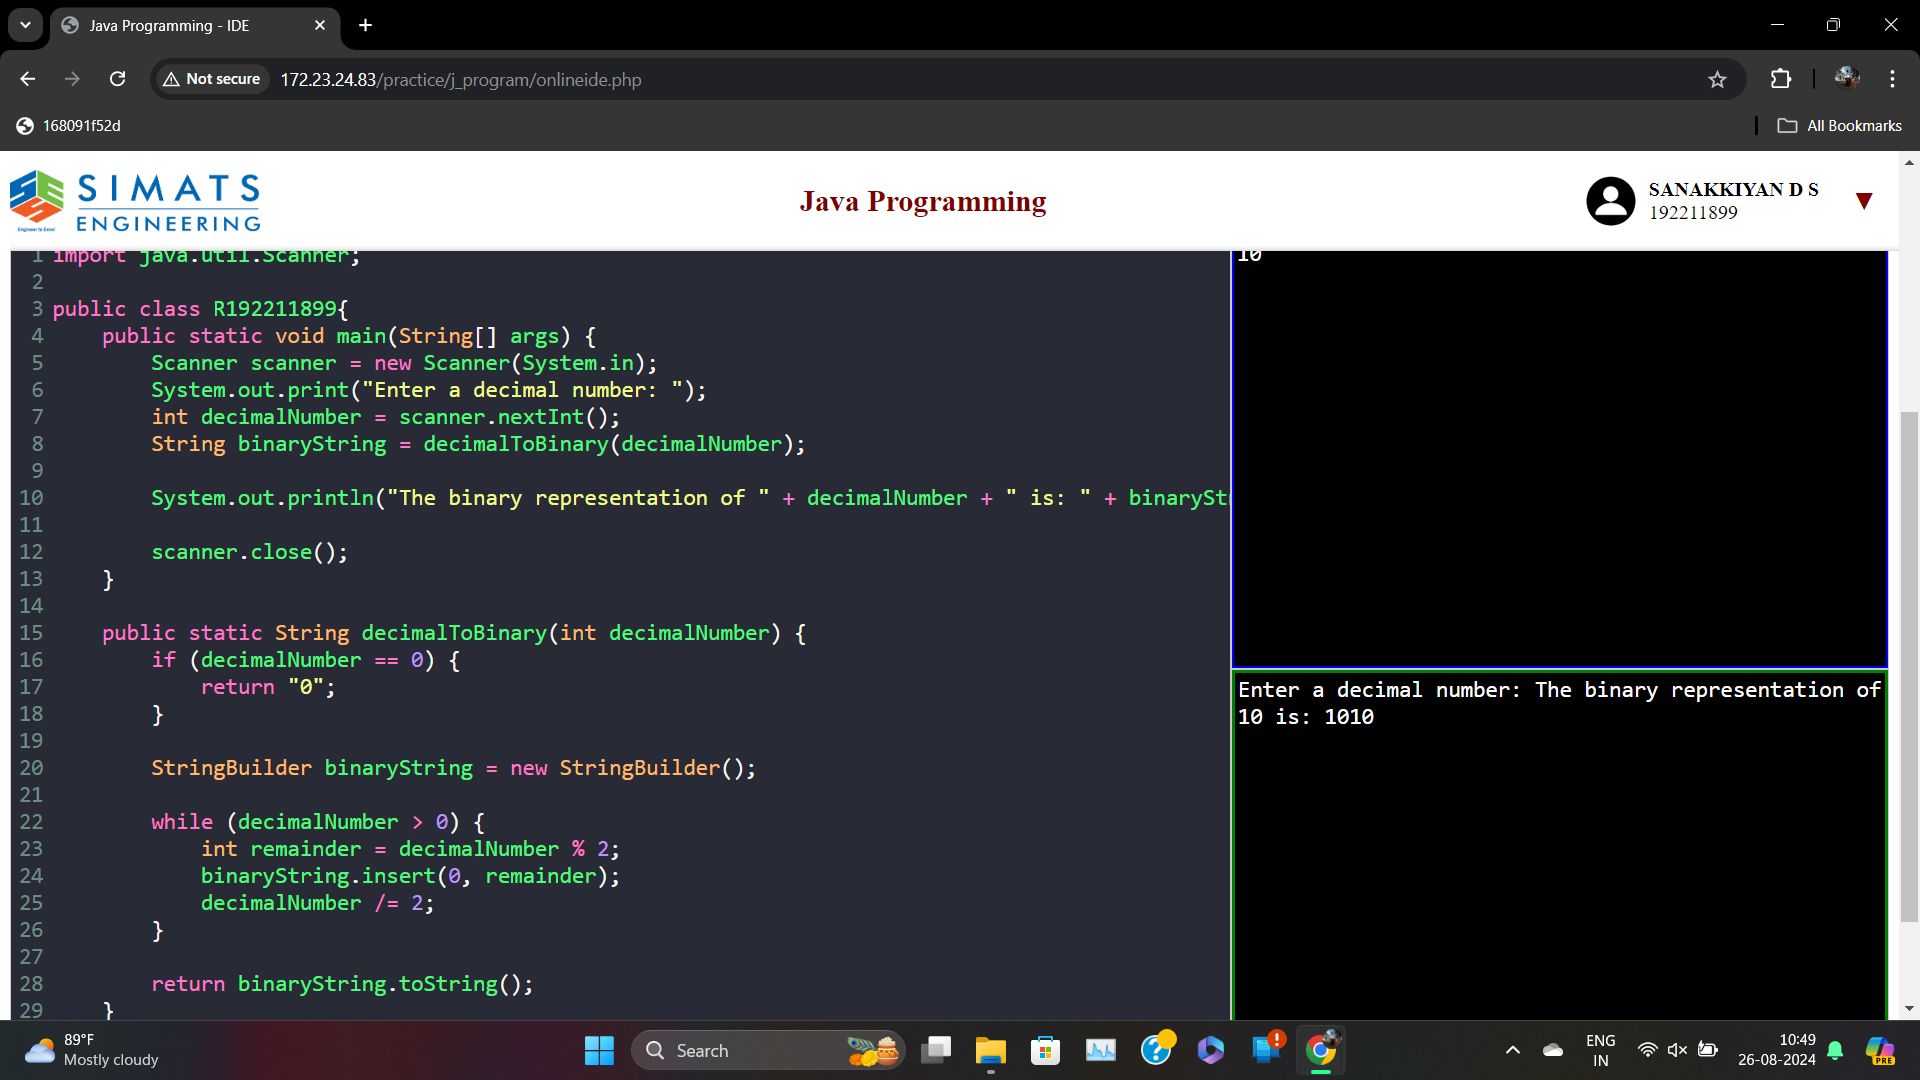 Java Programming - IDE
Not secure 172.23.24.83/practice/j_program/onlineide.php
168091f52d
All Bookmarks
SIMATS
ENGINEERING
Engineer to Excel
Java Programming
SANAKKIYAN D S
192211899
1 import java.util.Scanner;
2
3 public class R192211899{
4 public static void main(String[] args) {
5 Scanner scanner = new Scanner(System.in);
6 System.out.print("Enter a decimal number: ");
7 int decimalNumber = scanner.nextInt();
8 String binaryString = decimalToBinary(decimalNumber);
9
10 System.out.println("The binary representation of " + decimalNumber + " is: " + binaryStr
11
12 scanner.close();
13 }
14
15 public static String decimalToBinary(int decimalNumber) {
16 if (decimalNumber == 0) {
17 return "0";
18 }
19
20 StringBuilder binaryString = new StringBuilder();
21
22 while (decimalNumber > 0) {
23 int remainder = decimalNumber % 2;
24 binaryString.insert(0, remainder);
25 decimalNumber /= 2;
26 }
27
28 return binaryString.toString();
29 }
10
Enter a decimal number: The binary representation of
10 is: 1010
89°F
Mostly cloudy
Search
ENG
IN
10:49
26-08-2024
PRE